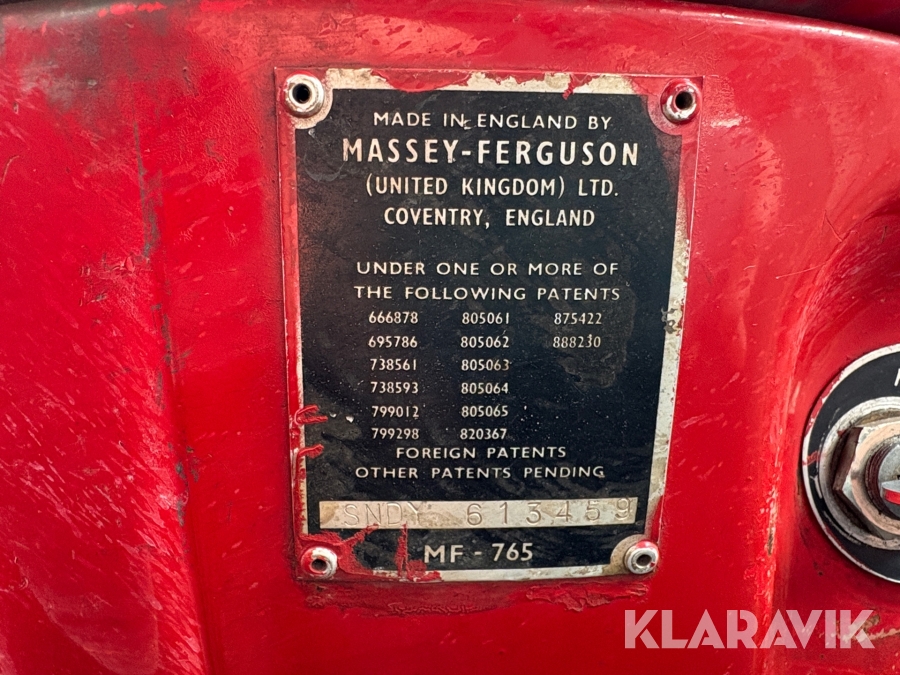 MADE IN ENGLAND BY
MASSEY-FERGUSON
(UNITED KINGDOM) LTD.
COVENTRY, ENGLAND
UNDER ONE OR MORE OF
THE FOLLOWING PATENTS
666878 805061 875422
695786 805062 888230
738561 805063
738593 805064
799012 805065
799298 820367
FOREIGN PATENTS
OTHER PATENTS PENDING
SNDY 613459
MF - 765
KLARAVIK